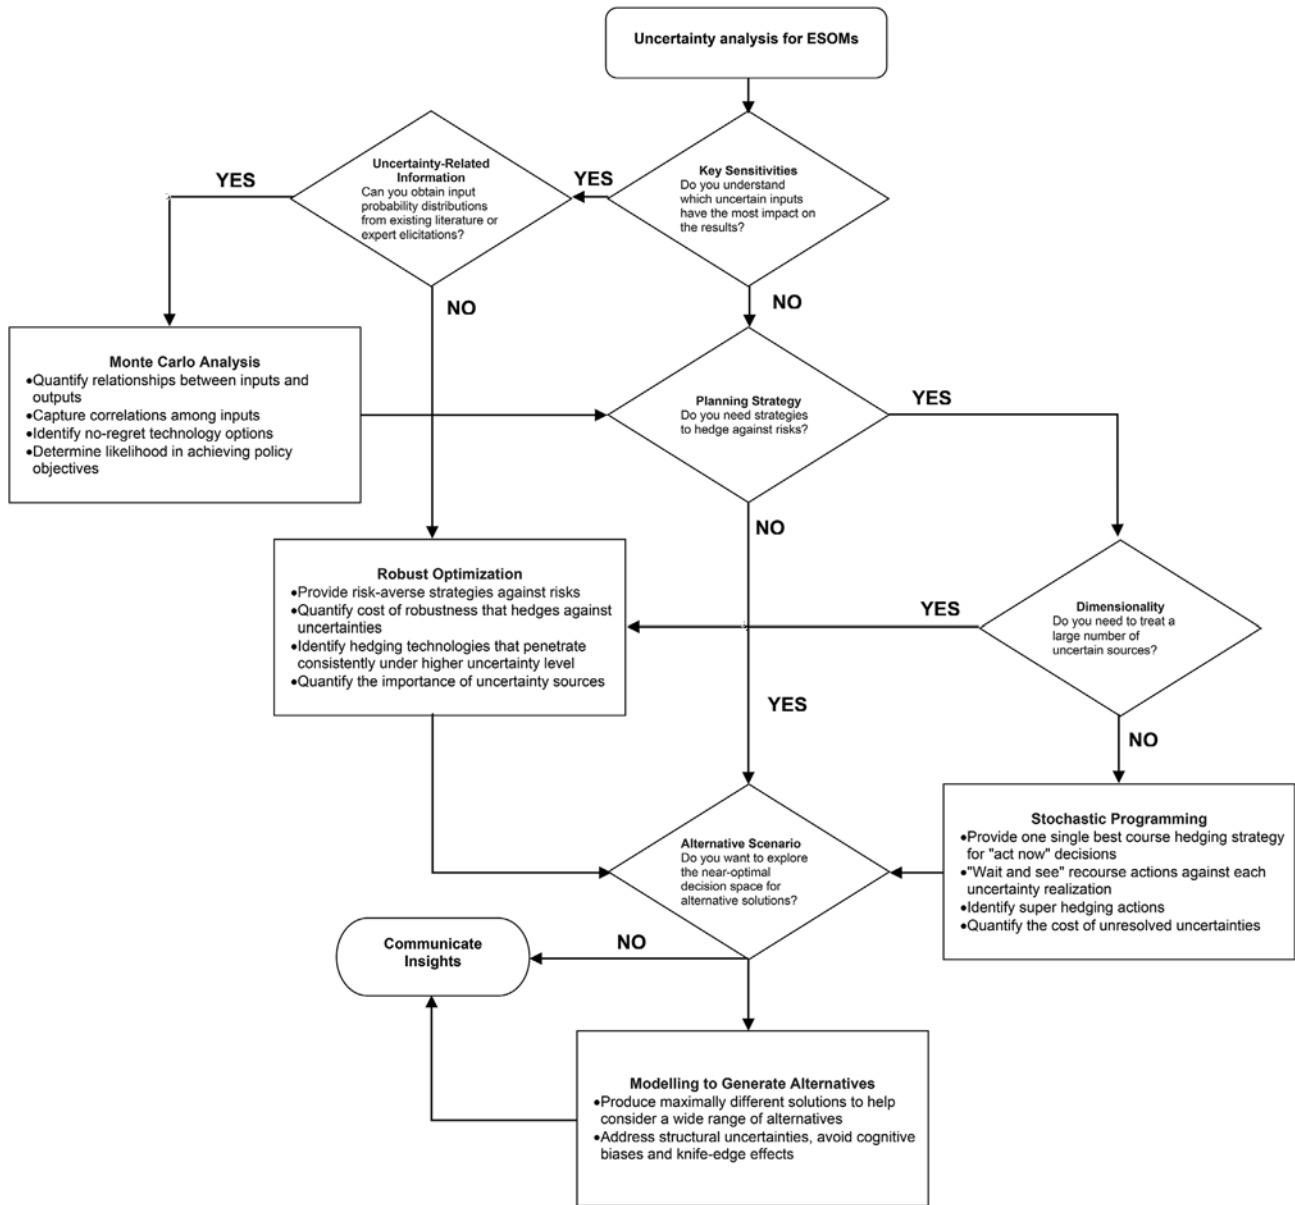 Uncertainty analysis for ESOMs
Uncertainty-Related
Information
Can you obtain input
probability distributions
from existing literature or
expert elicitations?
YES
YES
Key Sensitivities
Do you understand
which uncertain inputs
have the most impact on
the results?
NO
NO
Monte Carlo Analysis
•Quantify relationships between inputs and
outputs
•Capture correlations among inputs
•Identify no-regret technology options
•Determine likelihood in achieving policy
objectives
Planning Strategy
Do you need strategies
to hedge against risks?
YES
NO
Robust Optimization
•Provide risk-averse strategies against risks
•Quantify cost of robustness that hedges against
uncertainties
•Identify hedging technologies that penetrate
consistently under higher uncertainty level
•Quantify the importance of uncertainty sources
YES
Dimensionality
Do you need to treat a
large number of
uncertain sources?
YES
NO
Alternative Scenario
Do you want to explore
the near-optimal
decision space for
alternative solutions?
Stochastic Programming
•Provide one single best course hedging strategy
for "act now" decisions
•"Wait and see" recourse actions against each
uncertainty realization
•Identify super hedging actions
•Quantify the cost of unresolved uncertainties
NO
Communicate
Insights
Modelling to Generate Alternatives
•Produce maximally different solutions to help
consider a wide range of alternatives
•Address structural uncertainties, avoid cognitive
biases and knife-edge effects